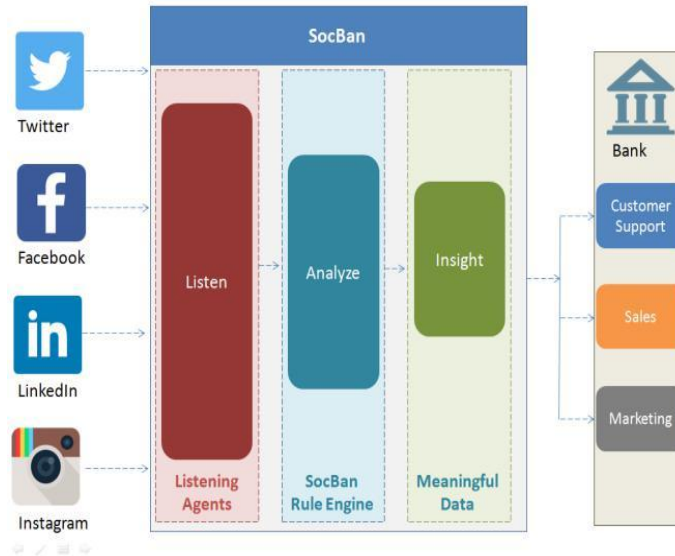 SocBan
Twitter
Facebook
in
LinkedIn
Instagram
Listen
Listening
Agents
Analyze
SocBan
Rule Engine
Insight
Meaningful
Data
Bank
Customer
Support
Sales
Marketing